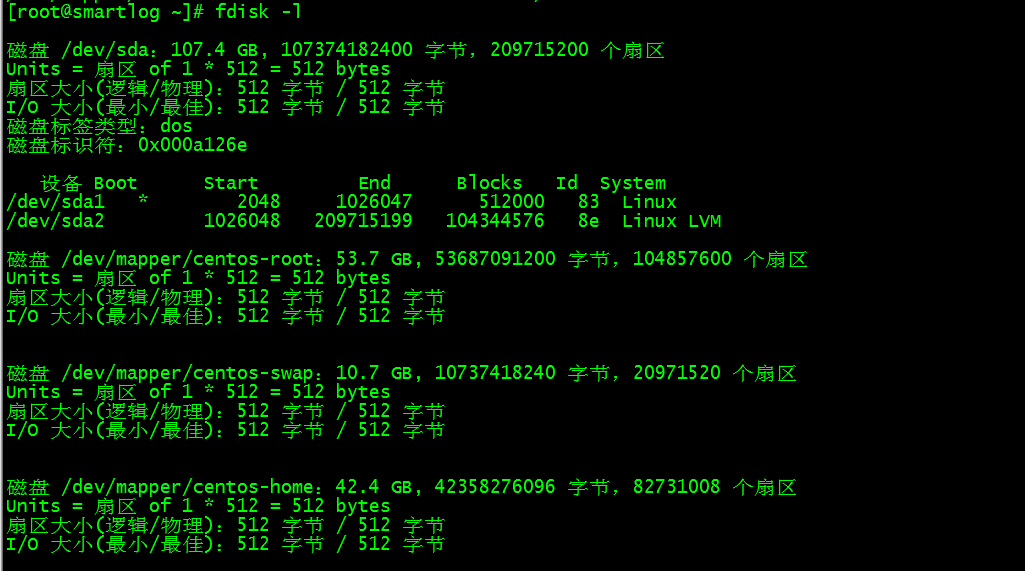 [root@smartlog ~]# fdisk -l
磁盘 /dev/sda：107.4 GB, 107374182400 字节，209715200 个扇区
Units = 扇区 of 1 * 512 = 512 bytes
扇区大小(逻辑/物理)：512 字节 / 512 字节
I/O 大小(最小/最佳)：512 字节 / 512 字节
磁盘标签类型：dos
磁盘标识符：0x000a126e
设备 Boot Start End Blocks Id System
/dev/sda1 * 2048 1026047 512000 83 Linux
/dev/sda2 1026048 209715199 104344576 8e Linux LVM
磁盘 /dev/mapper/centos-root：53.7 GB, 53687091200 字节，104857600 个扇区
Units = 扇区 of 1 * 512 = 512 bytes
扇区大小(逻辑/物理)：512 字节 / 512 字节
I/O 大小(最小/最佳)：512 字节 / 512 字节
磁盘 /dev/mapper/centos-swap：10.7 GB, 10737418240 字节，20971520 个扇区
Units = 扇区 of 1 * 512 = 512 bytes
扇区大小(逻辑/物理)：512 字节 / 512 字节
I/O 大小(最小/最佳)：512 字节 / 512 字节
磁盘 /dev/mapper/centos-home：42.4 GB, 42358276096 字节，82731008 个扇区
Units = 扇区 of 1 * 512 = 512 bytes
扇区大小(逻辑/物理)：512 字节 / 512 字节
I/O 大小(最小/最佳)：512 字节 / 512 字节